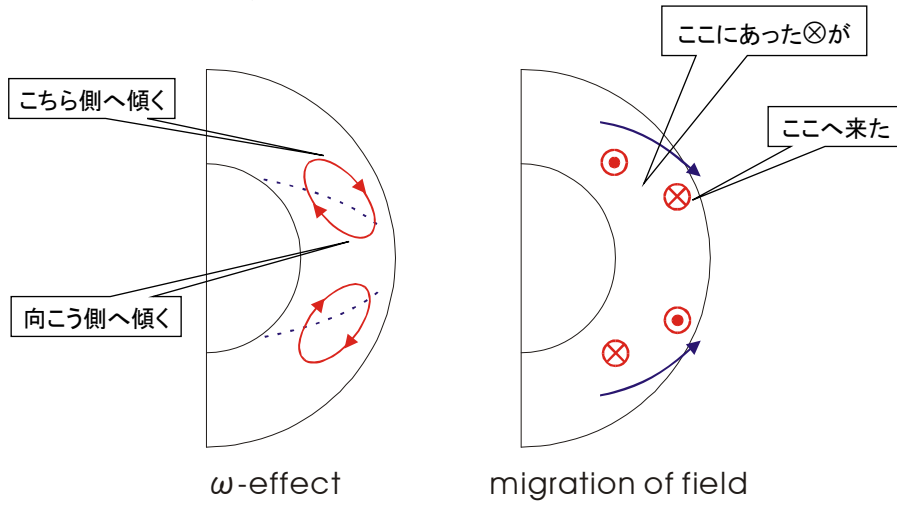 こちら側へ傾く
向こう側へ傾く
ω-effect
ここにあった⊗が
ここへ来た
migration of field